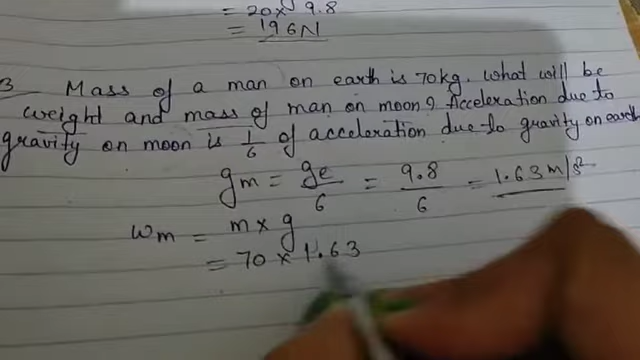 = 20 x 9.8
= 196N
3 Mass of a man on earth is 70kg. What will be
weight and mass of man on moon? Acceleration due to
gravity on moon is 1/6 of acceleration due to gravity on earth
gm = ge/6 = 9.8/6 = 1.63 m/s²
Wm = m x g
= 70 x 1.63